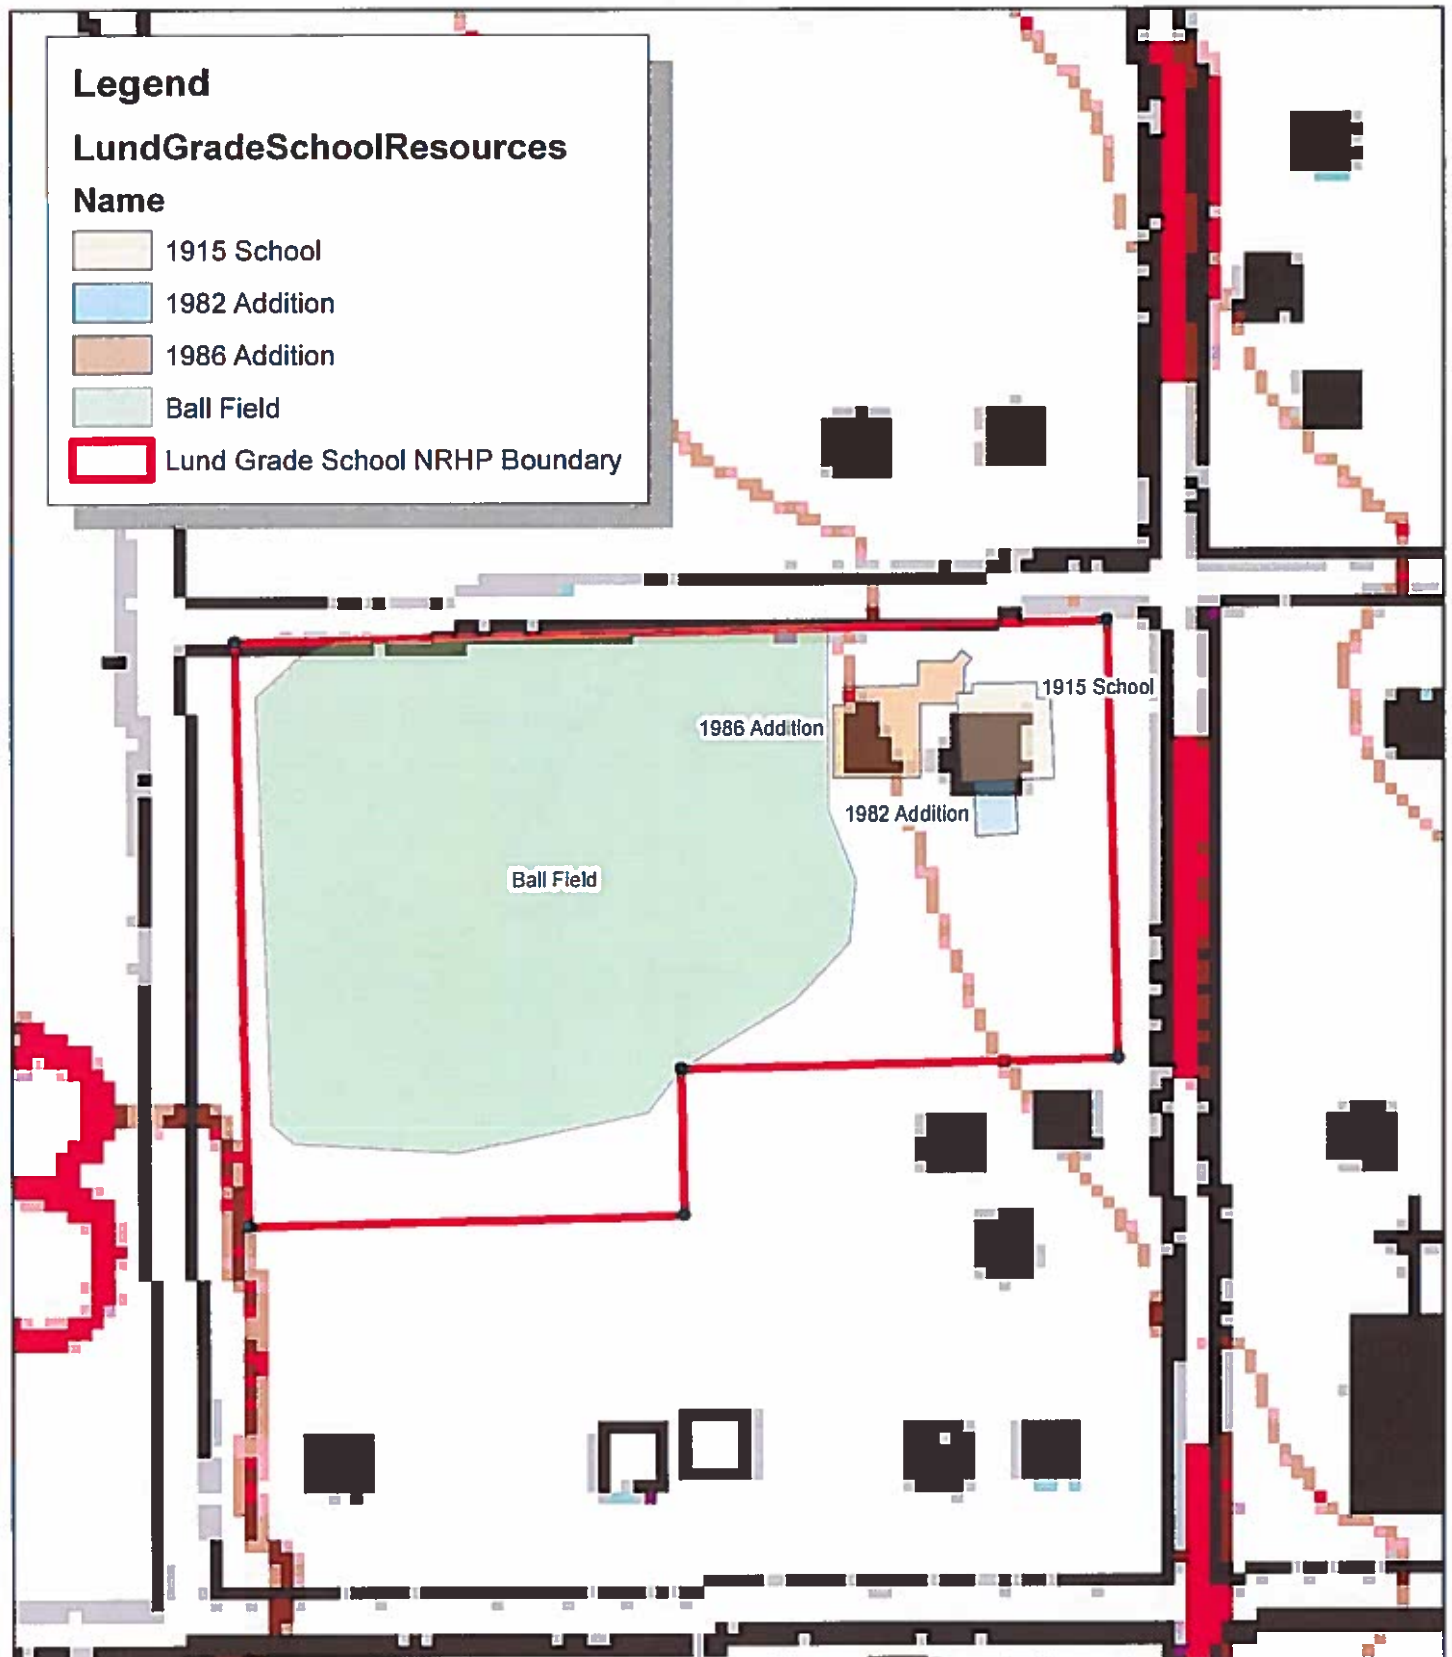 Legend
LundGradeSchoolResources
Name
1915 School
1982 Addition
1986 Addition
Ball Field
Lund Grade School NRHP Boundary
1915 School
1986 Addition
1982 Addition
Ball Field